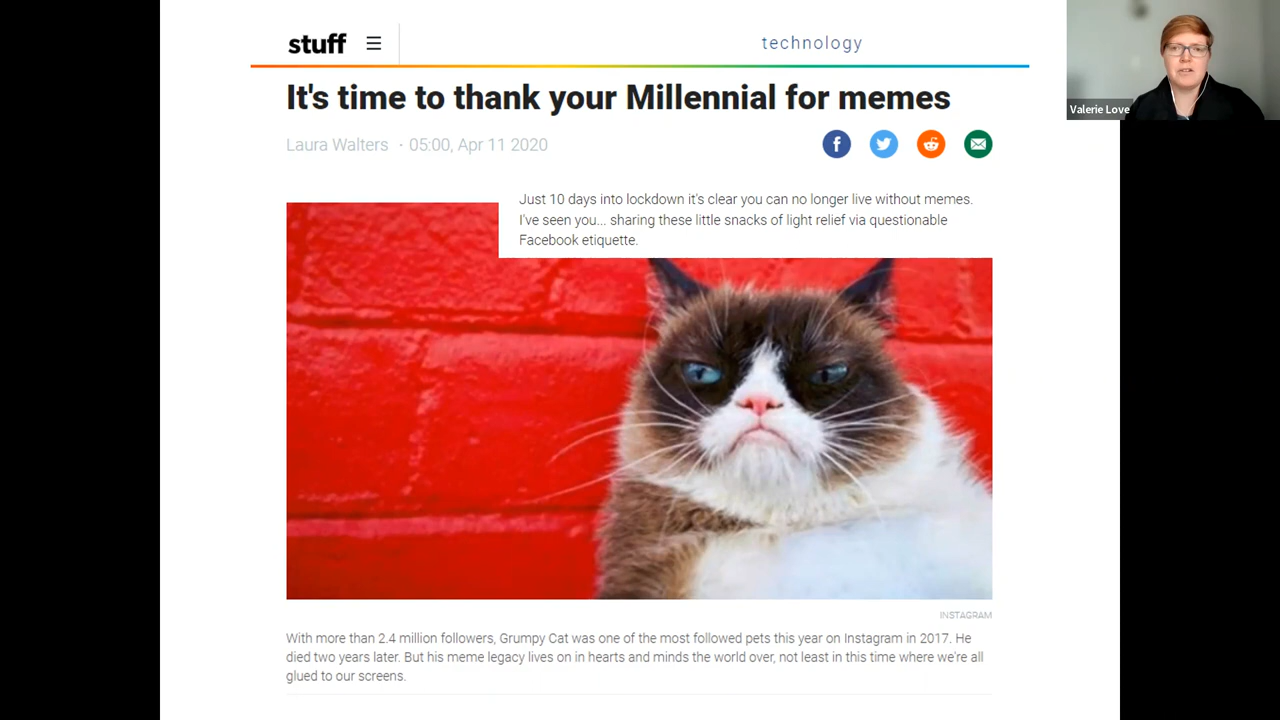 stuff
technology
It's time to thank your Millennial for memes
Laura Walters · 05:00, Apr 11 2020
Just 10 days into lockdown it's clear you can no longer live without memes.
I've seen you... sharing these little snacks of light relief via questionable
Facebook etiquette.
INSTAGRAM
With more than 2.4 million followers, Grumpy Cat was one of the most followed pets this year on Instagram in 2017. He
died two years later. But his meme legacy lives on in hearts and minds the world over, not least in this time where we're all
glued to our screens.
Valerie Love